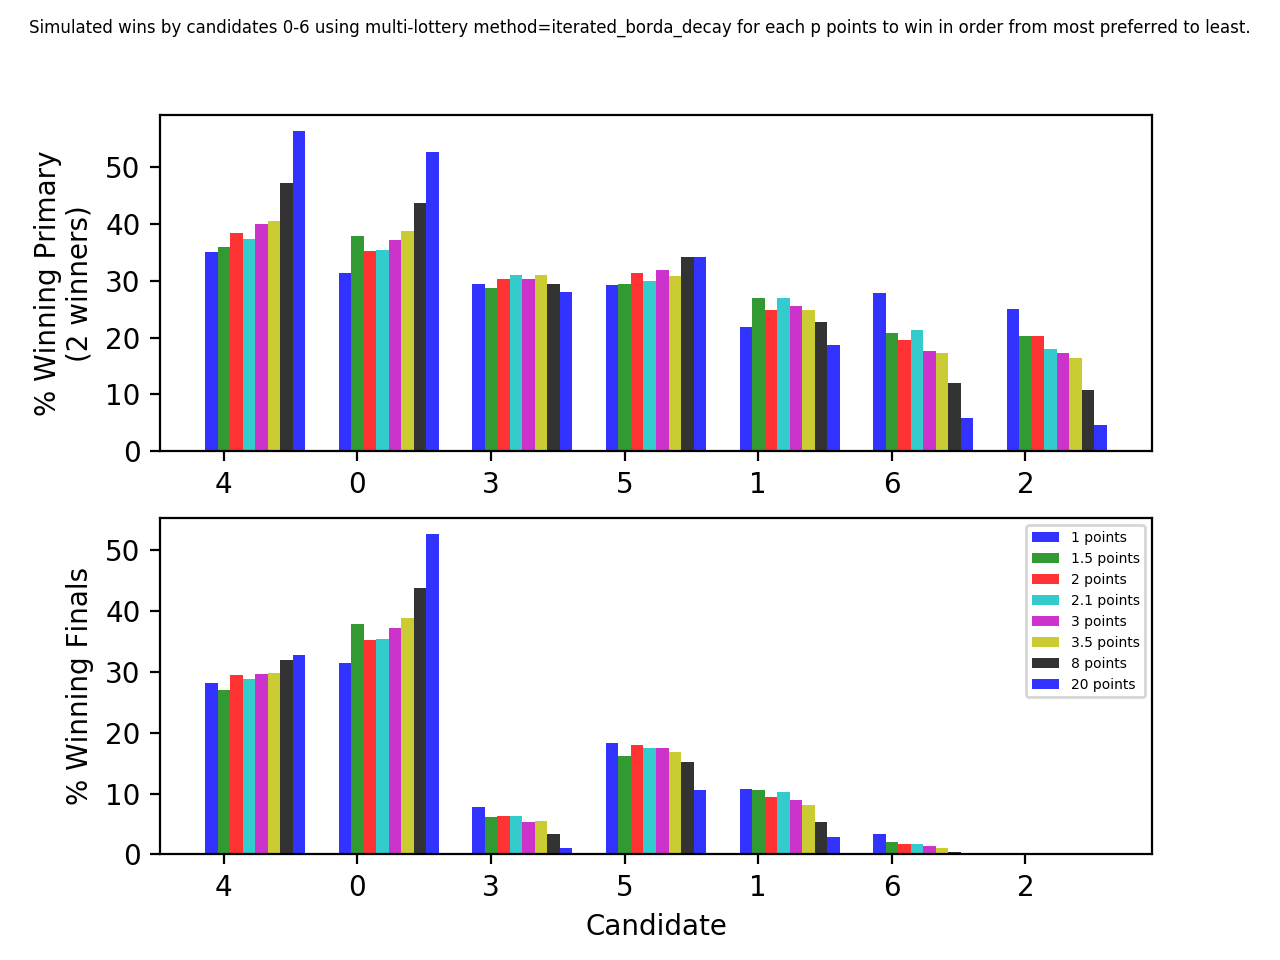 Simulated wins by candidates 0-6 using multi-lottery method=iterated_borda_decay for each p points to win in order from most preferred to least.
% Winning Primary
(2 winners)
50
40
30
20
10
0
4 0 3 5 1 6 2
% Winning Finals
50
40
30
20
10
0
1 points
1.5 points
2 points
2.1 points
3 points
3.5 points
8 points
20 points
4 0 3 5 1 6 2
Candidate